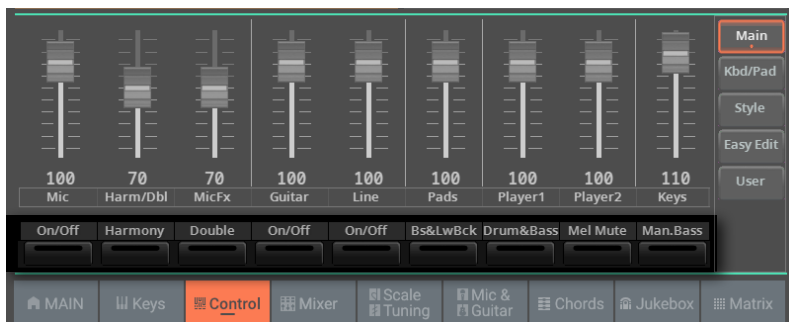 Main
Kbd/Pad
Style
Easy Edit
User
100 70 70 100 100 100 100 100 110
Mic Harm/Dbl MicFx Guitar Line Pads Player1 Player2 Keys
On/Off Harmony Double On/Off On/Off Bs&LwBck Drum&Bass Mel Mute Man.Bass
MAIN Keys Control Mixer Scale Tuning Mic & Guitar Chords Jukebox Matrix